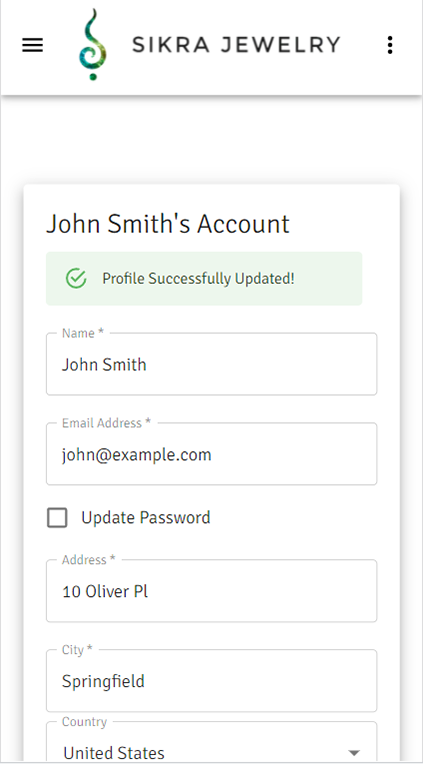 SIKRA JEWELRY
John Smith's Account
Profile Successfully Updated!
Name *
John Smith
Email Address *
john@example.com
Update Password
Address *
10 Oliver Pl
City *
Springfield
Country
United States